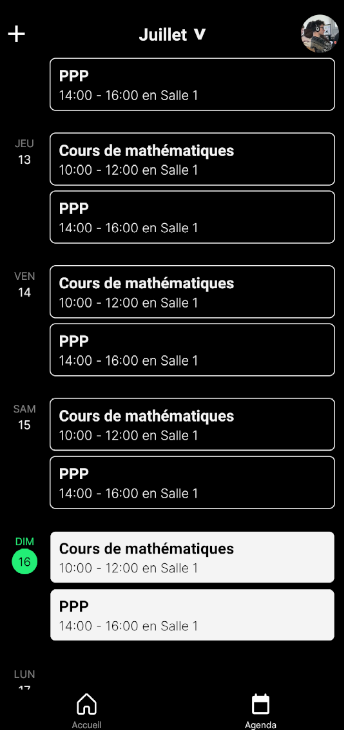 +
Juillet V
PPP
14:00 - 16:00 en Salle 1
JEU
13
Cours de mathématiques
10:00 - 12:00 en Salle 1
PPP
14:00 - 16:00 en Salle 1
VEN
14
Cours de mathématiques
10:00 - 12:00 en Salle 1
PPP
14:00 - 16:00 en Salle 1
SAM
15
Cours de mathématiques
10:00 - 12:00 en Salle 1
PPP
14:00 - 16:00 en Salle 1
DIM
16
Cours de mathématiques
10:00 - 12:00 en Salle 1
PPP
14:00 - 16:00 en Salle 1
LUN
17
Accueil
Agenda